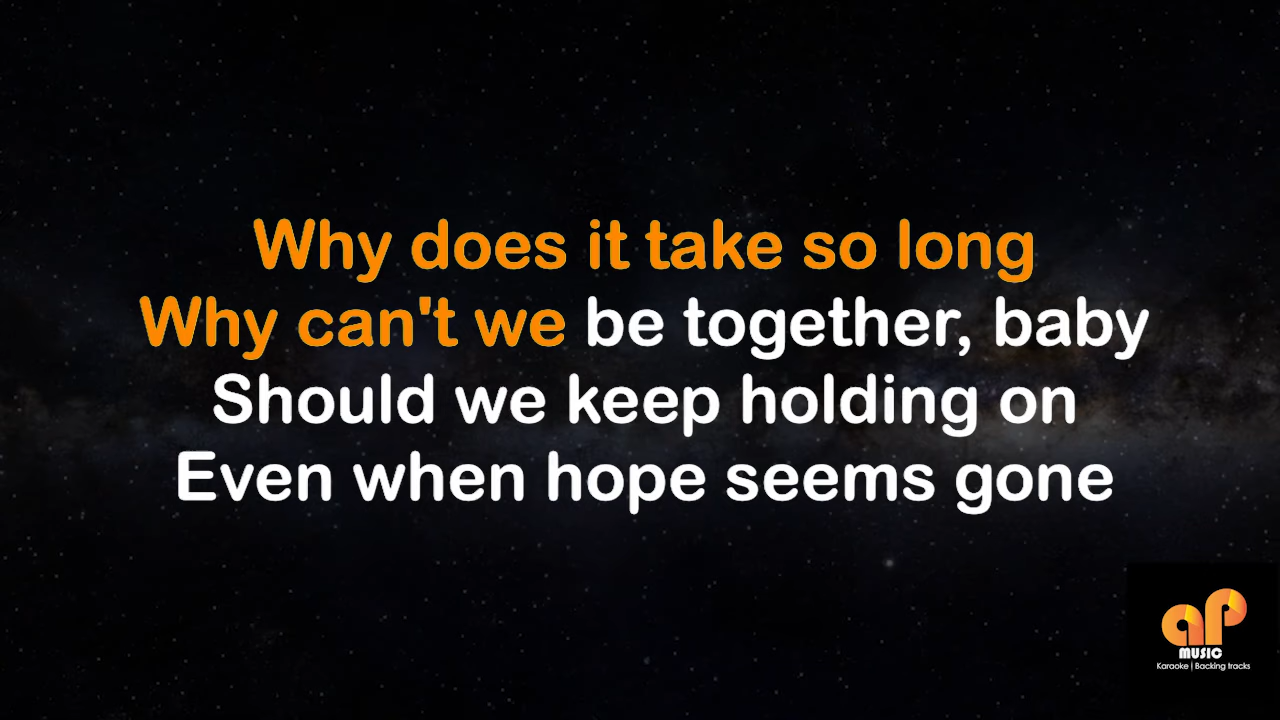 Why does it take so long
Why can't we be together, baby
Should we keep holding on
Even when hope seems gone
ap
MUSIC
Karaoke | Backing tracks